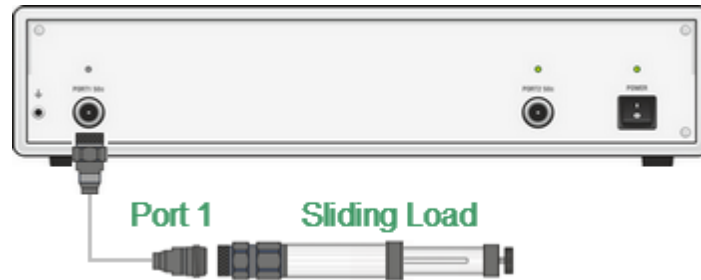 PORT1 50Ω
PORT2 50Ω
POWER
Port 1
Sliding Load